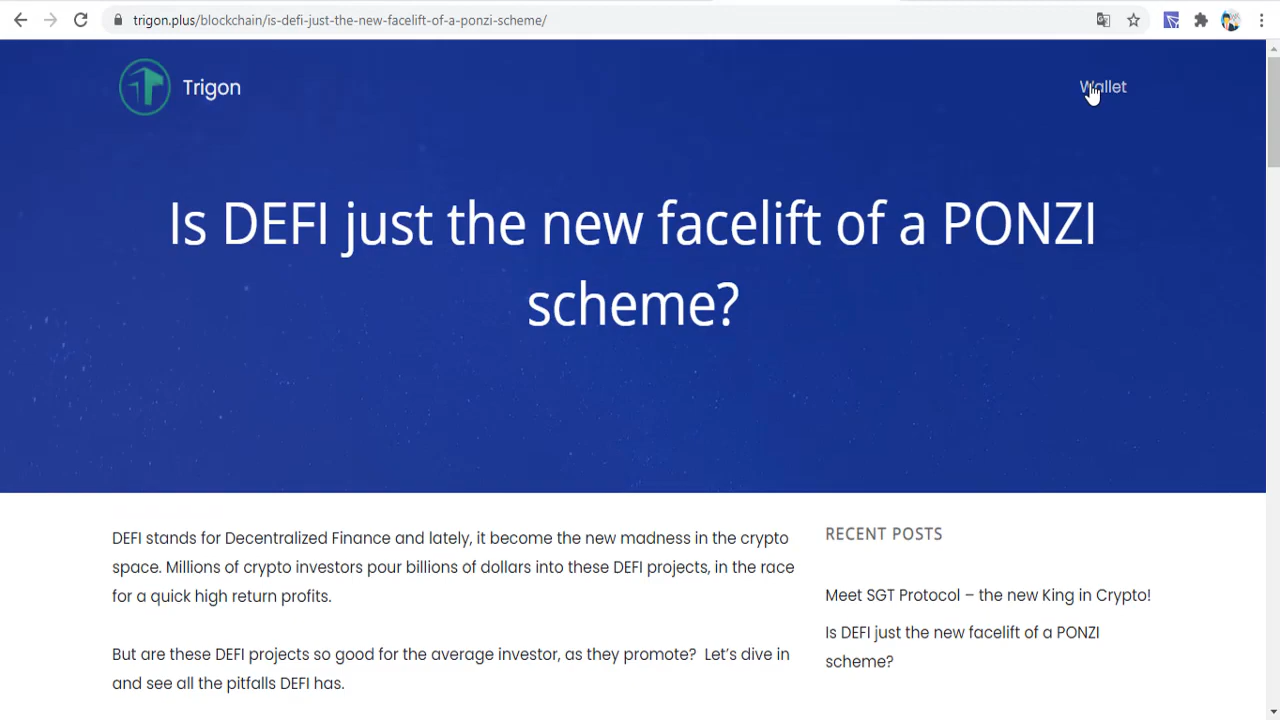 trigon.plus/blockchain/is-defi-just-the-new-facelift-of-a-ponzi-scheme/
Trigon
Wallet
Is DEFI just the new facelift of a PONZI
scheme?
DEFI stands for Decentralized Finance and lately, it become the new madness in the crypto
space. Millions of crypto investors pour billions of dollars into these DEFI projects, in the race
for a quick high return profits.
But are these DEFI projects so good for the average investor, as they promote? Let's dive in
and see all the pitfalls DEFI has.
RECENT POSTS
Meet SGT Protocol – the new King in Crypto!
Is DEFI just the new facelift of a PONZI
scheme?